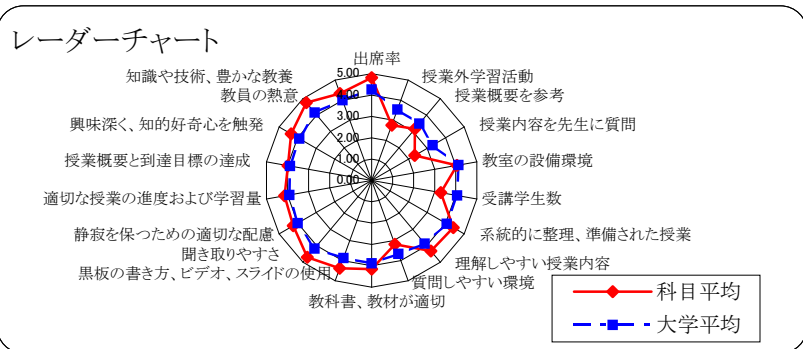 レーダーチャート
出席率
授業外学習活動
授業概要を参考
授業内容を先生に質問
教室の設備環境
受講学生数
系統的に整理、準備された授業
理解しやすい授業内容
質問しやすい環境
教科書、教材が適切
黒板の書き方、ビデオ、スライドの使用
聞き取りやすさ
静寂を保つための適切な配慮
適切な授業の進度および学習量
授業概要と到達目標の達成
興味深く、知的好奇心を触発
教員の熱意
知識や技術、豊かな教養
5.00
4.00
3.00
2.00
1.00
0.00
科目平均
大学平均